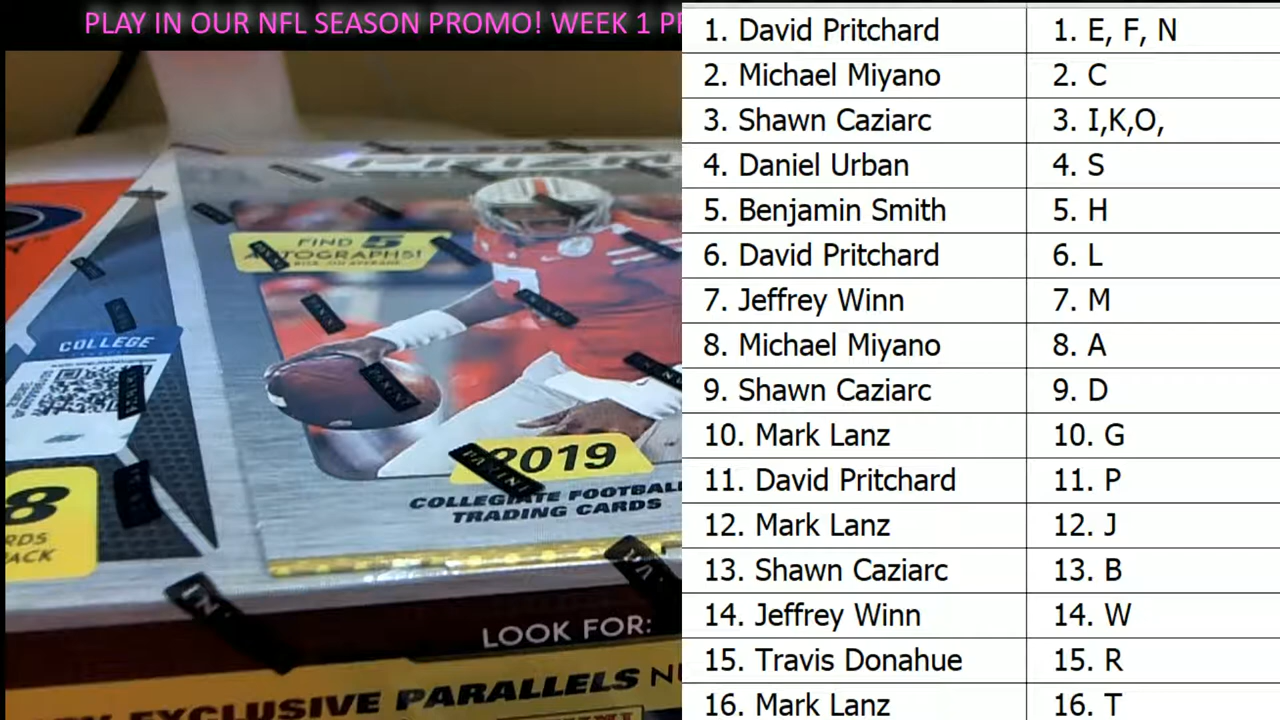 PLAY IN OUR NFL SEASON PROMO! WEEK 1
1. David Pritchard 1. E, F, N
2. Michael Miyano 2. C
3. Shawn Caziarc 3. I,K,O,
4. Daniel Urban 4. S
5. Benjamin Smith 5. H
6. David Pritchard 6. L
7. Jeffrey Winn 7. M
8. Michael Miyano 8. A
9. Shawn Caziarc 9. D
10. Mark Lanz 10. G
11. David Pritchard 11. P
12. Mark Lanz 12. J
13. Shawn Caziarc 13. B
14. Jeffrey Winn 14. W
15. Travis Donahue 15. R
16. Mark Lanz 16. T
FIND 5
AUTOGRAPHS!
COLLEGE
2019
COLLEGIATE FOOTBALL
TRADING CARDS
8
PANINI
LOOK FOR:
EXCLUSIVE PARALLELS